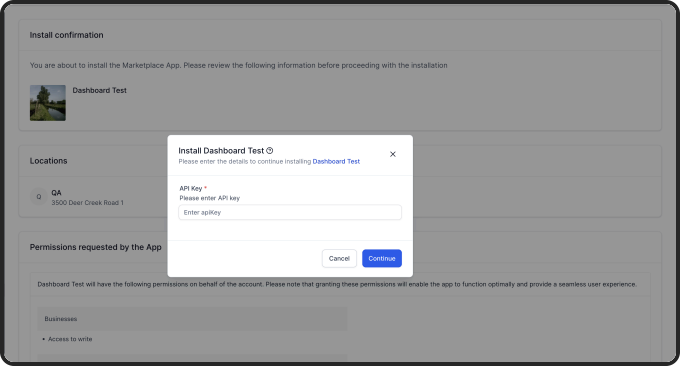 Install confirmation
You are about to install the Marketplace App. Please review the following information before proceeding with the installation
Dashboard Test
Install Dashboard Test
Please enter the details to continue installing Dashboard Test
Locations
API Key *
Please enter API key
Q
QA
3500 Deer Creek Road 1
Enter apiKey
Permissions requested by the App
Cancel
Continue
Dashboard Test will have the following permissions on behalf of the account. Please note that granting these permissions will enable the app to function optimally and provide a seamless user experience.
Businesses
• Access to write